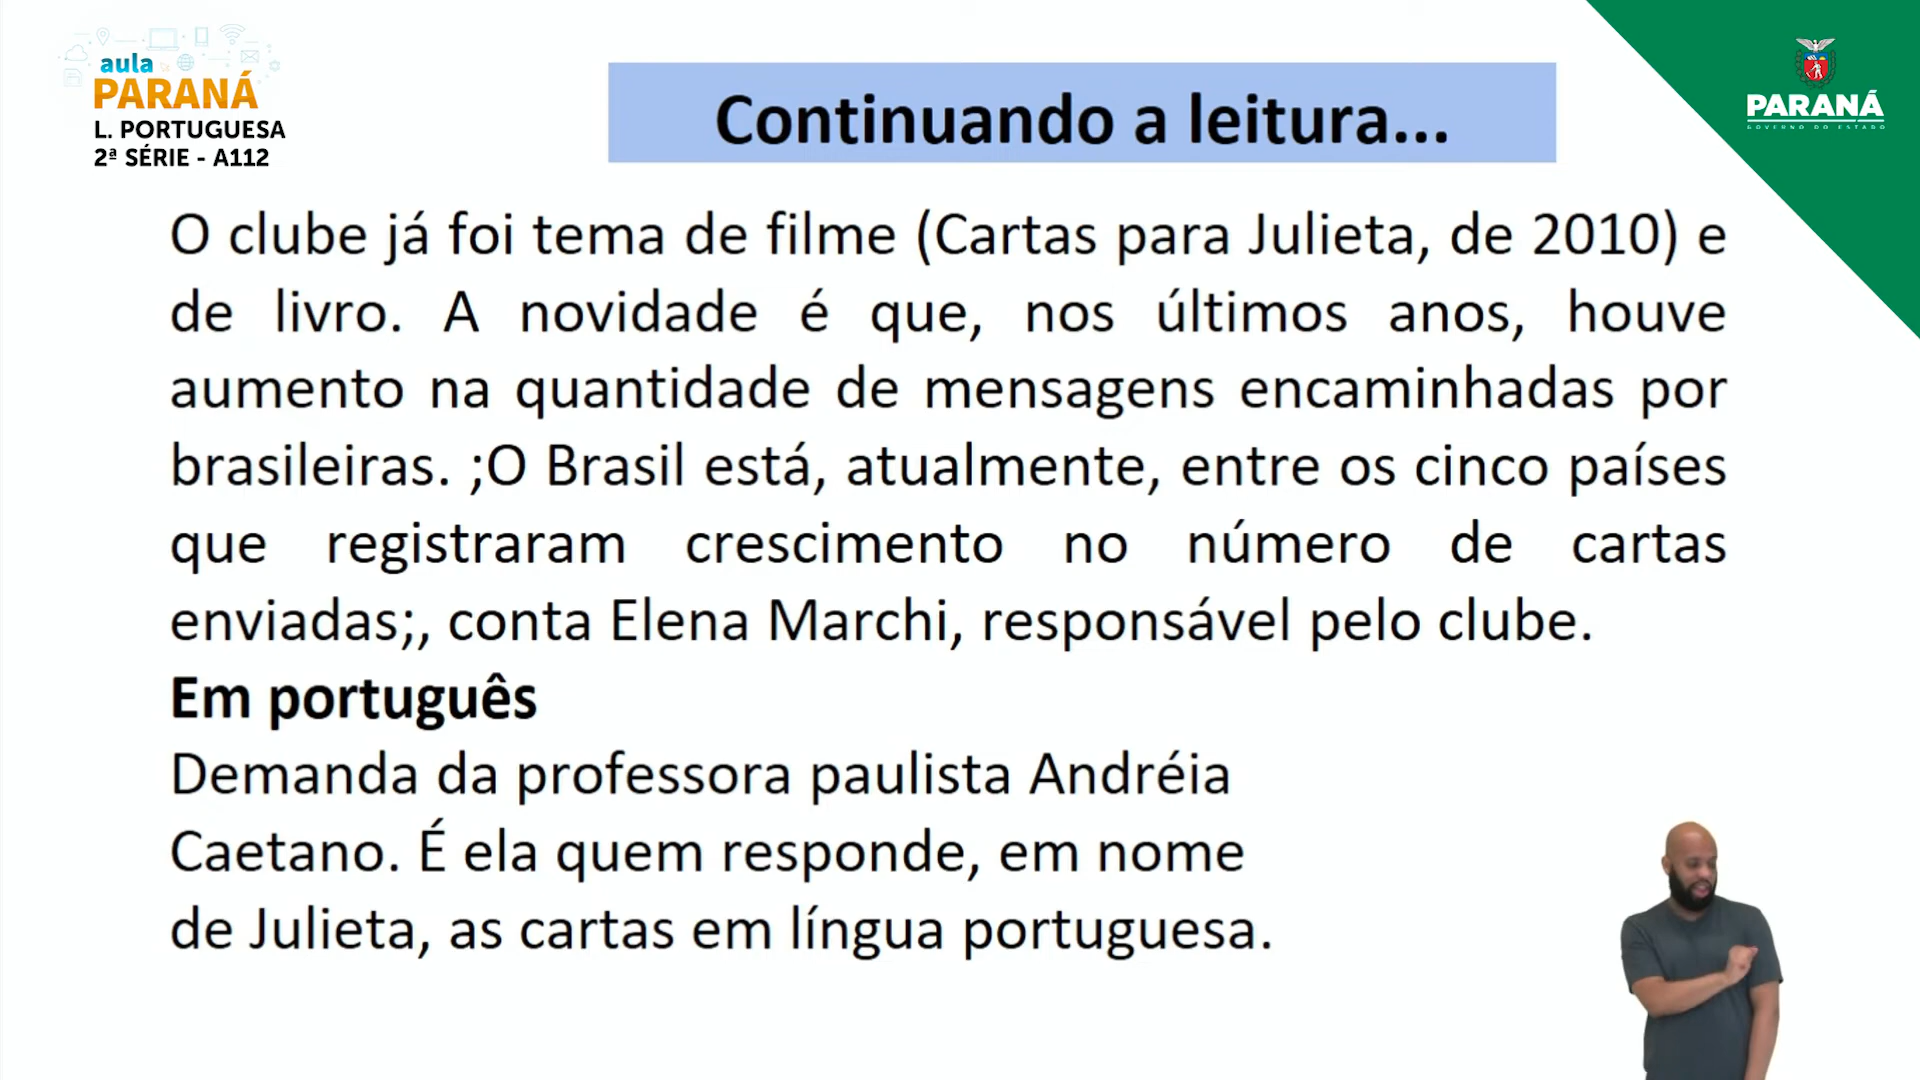 aula
PARANÁ
L. PORTUGUESA
2ª SÉRIE - A112
Continuando a leitura...
PARANÁ
GOVERNO DO ESTADO
O clube já foi tema de filme (Cartas para Julieta, de 2010) e
de livro. A novidade é que, nos últimos anos, houve
aumento na quantidade de mensagens encaminhadas por
brasileiras. ;O Brasil está, atualmente, entre os cinco países
que registraram crescimento no número de cartas
enviadas;, conta Elena Marchi, responsável pelo clube.
Em português
Demanda da professora paulista Andréia
Caetano. É ela quem responde, em nome
de Julieta, as cartas em língua portuguesa.